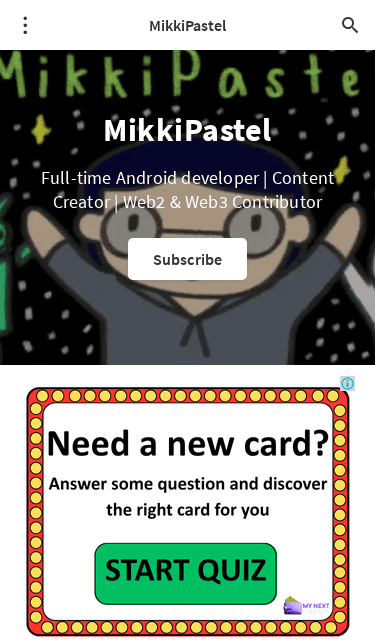 MikkiPastel
MikkiPaste
MikkiPastel
Full-time Android developer | Content
Creator | Web2 & Web3 Contributor
Subscribe
Need a new card?
Answer some question and discover
the right card for you
START QUIZ
MY NEXT